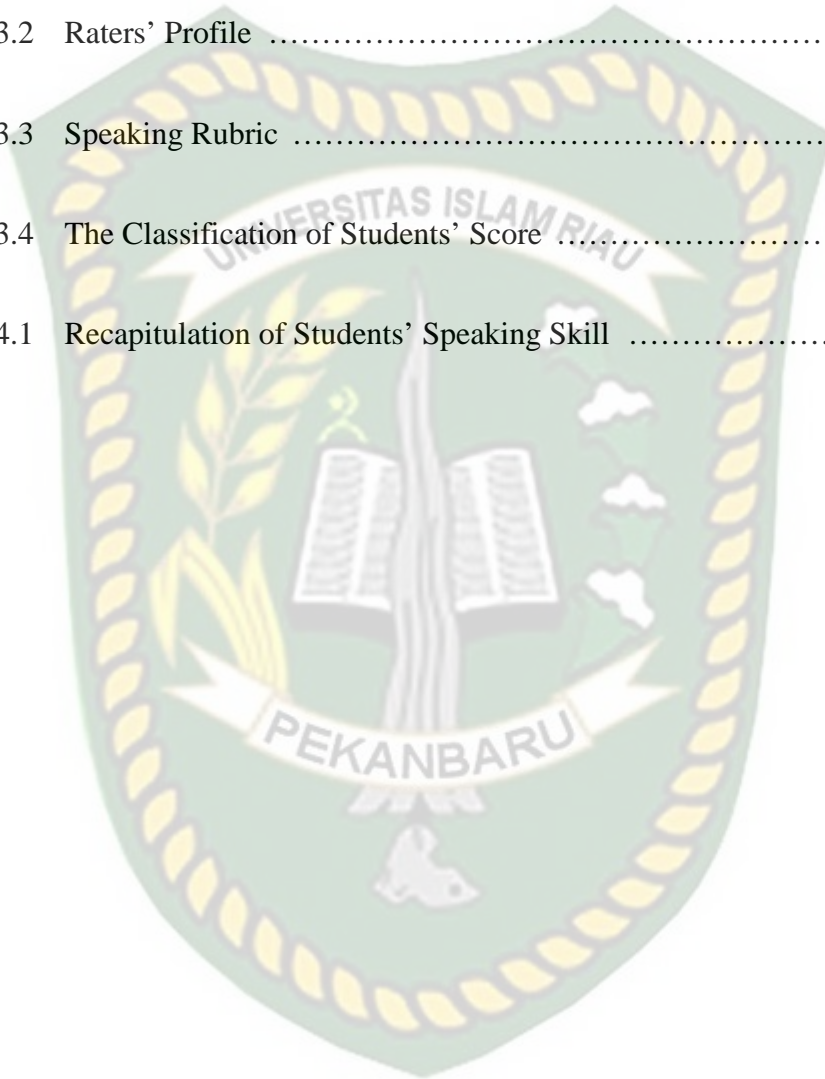 3.2 Raters’ Profile ……………………………………………
3.3 Speaking Rubric …………………………………………
UNIVERSITAS ISLAM RIAU
3.4 The Classification of Students’ Score ……………………
4.1 Recapitulation of Students’ Speaking Skill ………………
PEKANBARU